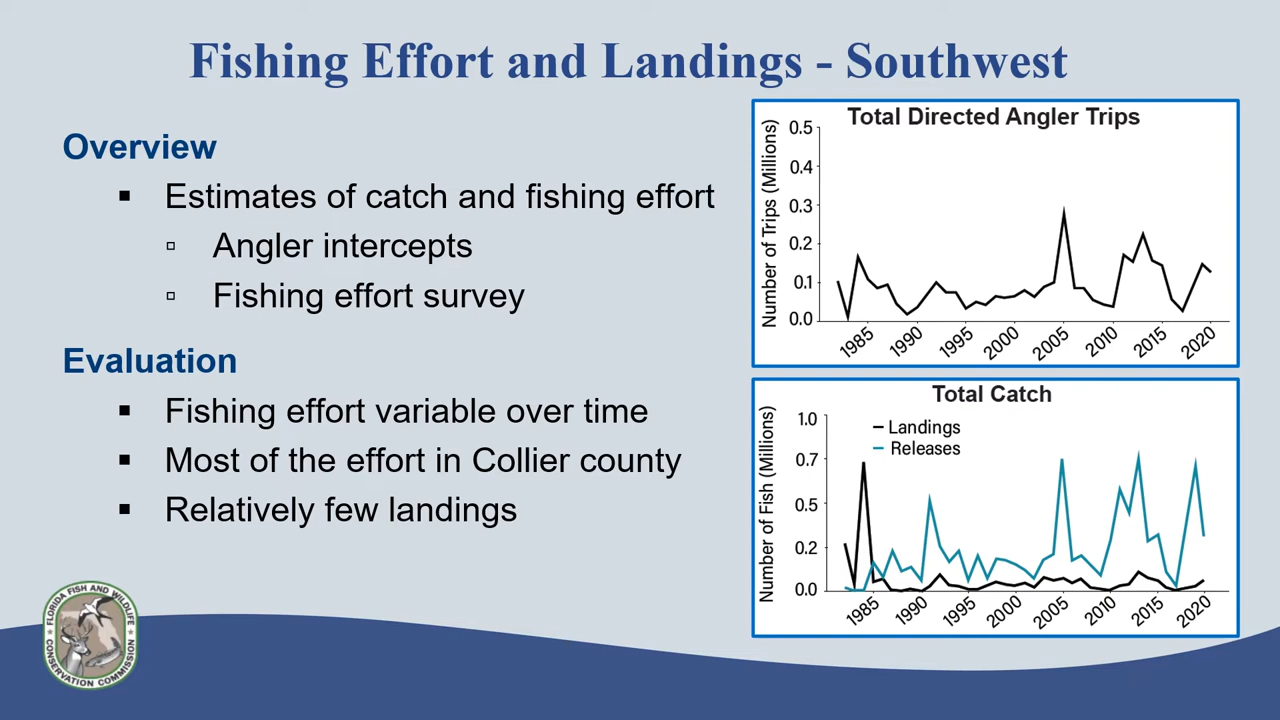 Fishing Effort and Landings - Southwest
Overview
▪ Estimates of catch and fishing effort
▫ Angler intercepts
▫ Fishing effort survey
Evaluation
▪ Fishing effort variable over time
▪ Most of the effort in Collier county
▪ Relatively few landings
Total Directed Angler Trips
Number of Trips (Millions)
0.5
0.4
0.3
0.2
0.1
0.0
1985 1990 1995 2000 2005 2010 2015 2020
Total Catch
Number of Fish (Millions)
1.0
0.7
0.5
0.2
0.0
Landings
Releases
1985 1990 1995 2000 2005 2010 2015 2020
FLORIDA FISH AND WILDLIFE
CONSERVATION COMMISSION